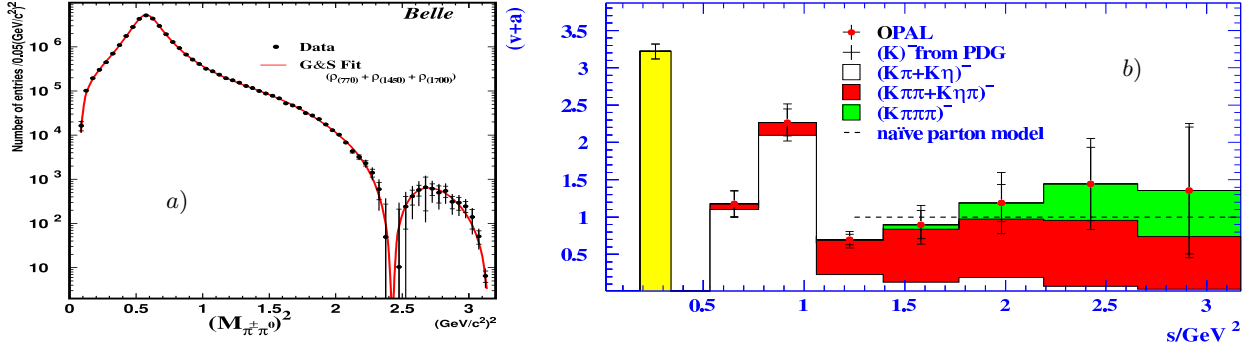 Belle
Number of entries /0.05(GeV/c²)²
10⁶
10⁵
10⁴
10³
10²
10
Data
G&S Fit
(ρ(770) + ρ(1450) + ρ(1700))
a)
0 0.5 1 1.5 2 2.5 3
(M π±π⁰)²
(GeV/c²)²
(v+a)
3.5
3
2.5
2
1.5
1
0.5
OPAL
(K)⁻ from PDG
(Kπ+Kη)⁻
(Kππ+Kηπ)⁻
(Kπππ)⁻
naïve parton model
b)
0.5 1 1.5 2 2.5 3
s/GeV²